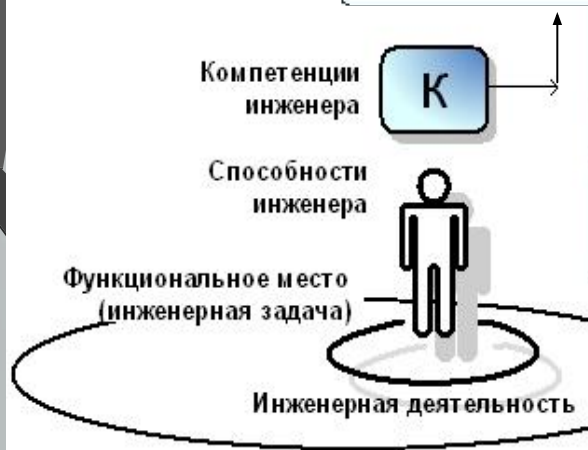 Компетенции
инженера
К
Способности
инженера
Функциональное место
(инженерная задача)
Инженерная деятельность